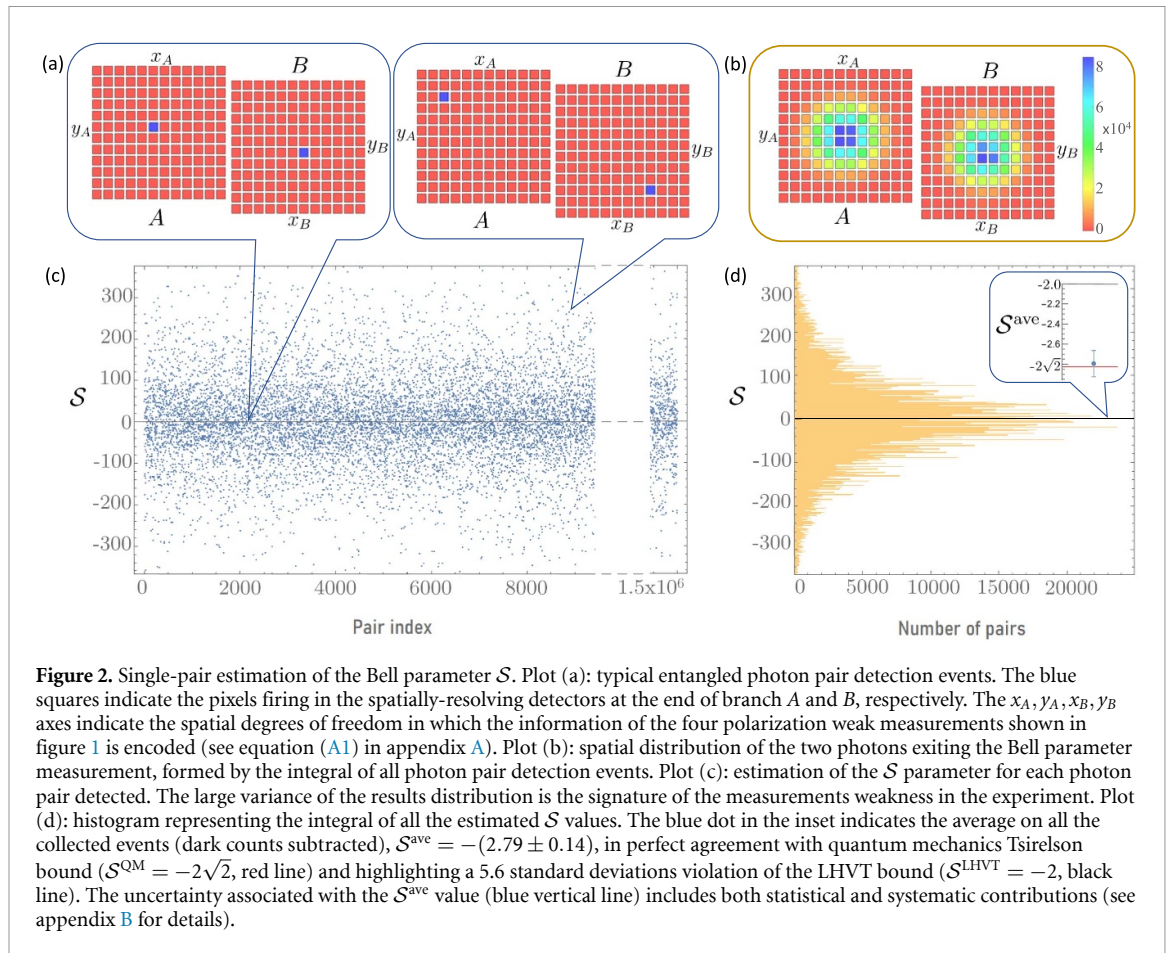 (a)
x_A
B
y_A
y_B
A
x_B
x_A
B
y_A
y_B
A
x_B
(b)
x_A
B
y_A
y_B
A
x_B
8
6
x10⁴
4
2
0
(c)
300
200
100
0
-100
-200
-300
𝒮
0
2000
4000
6000
8000
1.5x10⁶
Pair index
(d)
300
200
100
0
-100
-200
-300
𝒮
𝒮^ave
-2.0
-2.2
-2.4
-2.6
-2√2
0
5000
10000
15000
20000
Number of pairs
Figure 2. Single-pair estimation of the Bell parameter 𝒮. Plot (a): typical entangled photon pair detection events. The blue
squares indicate the pixels firing in the spatially-resolving detectors at the end of branch A and B, respectively. The x_A, y_A, x_B, y_B
axes indicate the spatial degrees of freedom in which the information of the four polarization weak measurements shown in
figure 1 is encoded (see equation (A1) in appendix A). Plot (b): spatial distribution of the two photons exiting the Bell parameter
measurement, formed by the integral of all photon pair detection events. Plot (c): estimation of the 𝒮 parameter for each photon
pair detected. The large variance of the results distribution is the signature of the measurements weakness in the experiment. Plot
(d): histogram representing the integral of all the estimated 𝒮 values. The blue dot in the inset indicates the average on all the
collected events (dark counts subtracted), 𝒮^ave = −(2.79 ± 0.14), in perfect agreement with quantum mechanics Tsirelson
bound (𝒮^QM = −2√2, red line) and highlighting a 5.6 standard deviations violation of the LHVT bound (𝒮^LHVT = −2, black
line). The uncertainty associated with the 𝒮^ave value (blue vertical line) includes both statistical and systematic contributions (see
appendix B for details).